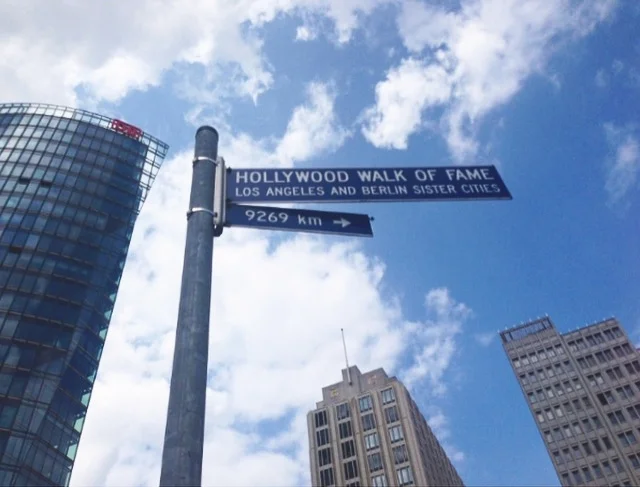 HOLLYWOOD WALK OF FAME
LOS ANGELES AND BERLIN SISTER CITIES
9269 km →